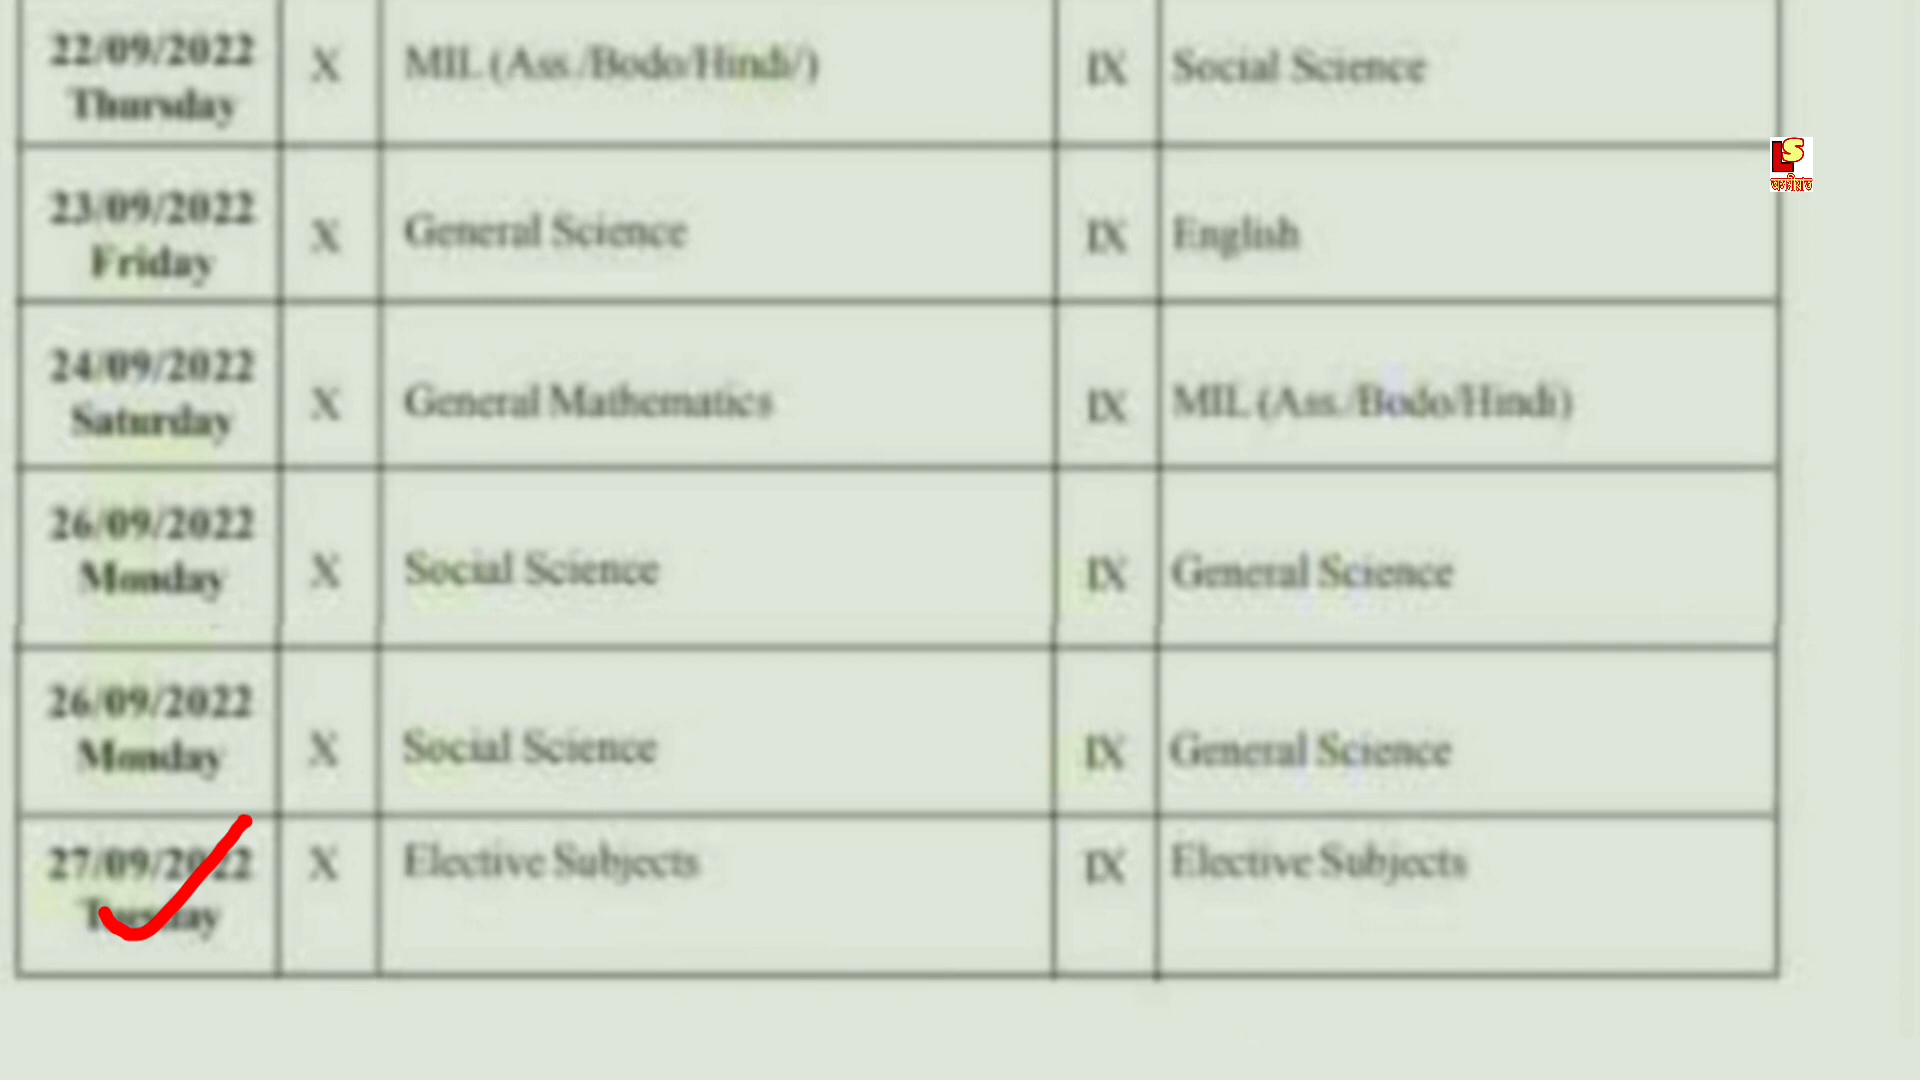 22/09/2022
Thursday
X
MIL (Ass./Bodo/Hindi/)
IX
Social Science
LS
23/09/2022
Friday
X
General Science
IX
English
24/09/2022
Saturday
X
General Mathematics
IX
MIL (Ass./Bodo/Hindi)
26/09/2022
Monday
X
Social Science
IX
General Science
26/09/2022
Monday
X
Social Science
IX
General Science
27/09/2022
Tuesday
X
Elective Subjects
IX
Elective Subjects